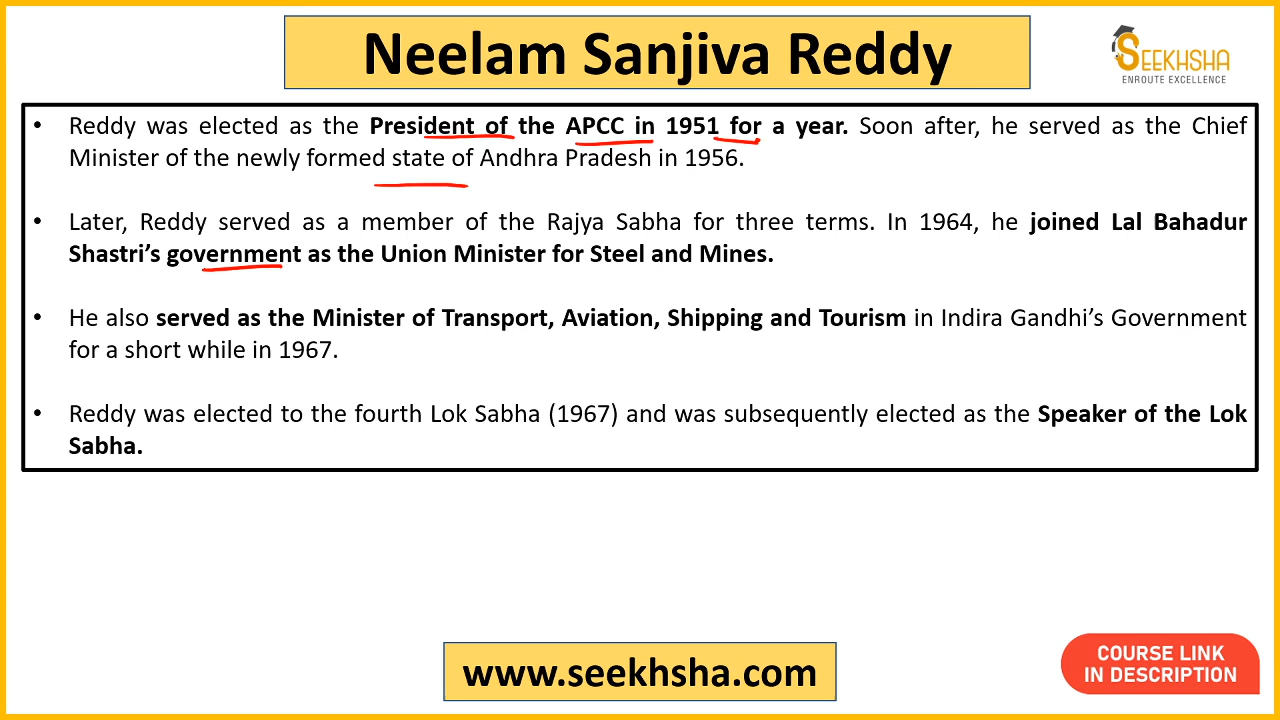 Neelam Sanjiva Reddy
SEEKHSHA
ENROUTE EXCELLENCE
• Reddy was elected as the President of the APCC in 1951 for a year. Soon after, he served as the Chief
Minister of the newly formed state of Andhra Pradesh in 1956.
• Later, Reddy served as a member of the Rajya Sabha for three terms. In 1964, he joined Lal Bahadur
Shastri’s government as the Union Minister for Steel and Mines.
• He also served as the Minister of Transport, Aviation, Shipping and Tourism in Indira Gandhi’s Government
for a short while in 1967.
• Reddy was elected to the fourth Lok Sabha (1967) and was subsequently elected as the Speaker of the Lok
Sabha.
www.seekhsha.com
COURSE LINK
IN DESCRIPTION